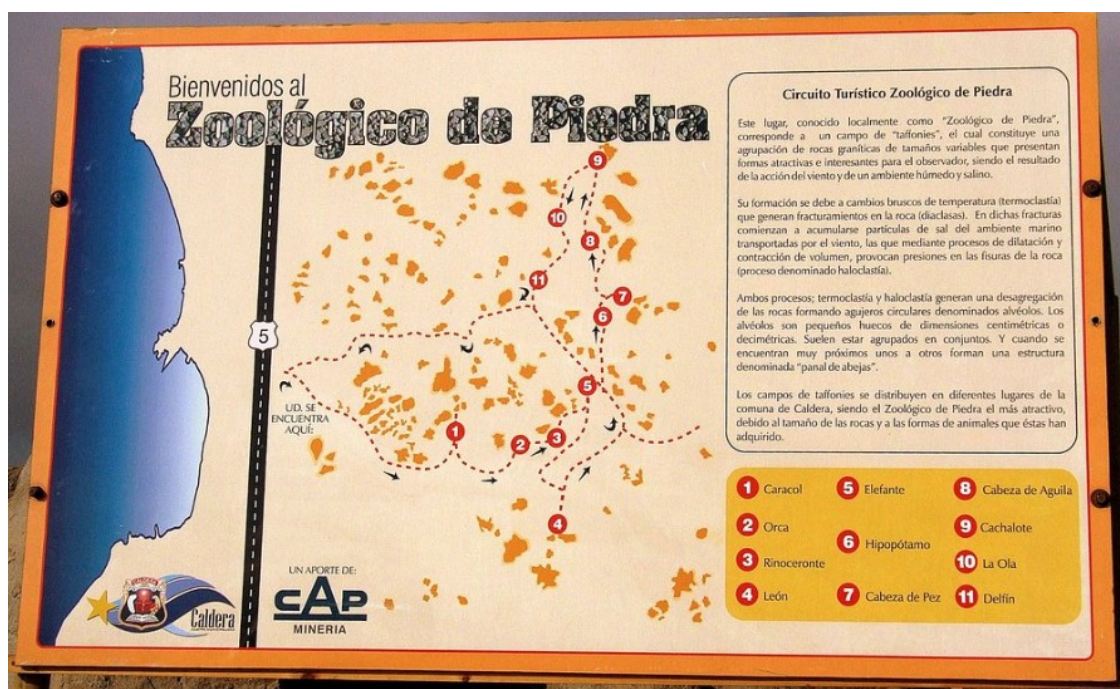 Bienvenidos al
Zoológico de Piedra
5
UD. SE
ENCUENTRA
AQUÍ:
9
10
8
11
7
6
5
1
2
3
4
UN APORTE DE:
CAP
MINERIA
Caldera
Circuito Turístico Zoológico de Piedra
Este lugar, conocido localmente como "Zoológico de Piedra",
corresponde a un campo de "taffonies", el cual constituye una
agrupación de rocas graníticas de tamaños variables que presentan
formas atractivas e interesantes para el observador, siendo el resultado
de la acción del viento y de un ambiente húmedo y salino.
Su formación se debe a cambios bruscos de temperatura (termoclastía)
que generan fracturamientos en la roca (diaclasas). En dichas fracturas
comienzan a acumularse partículas de sal del ambiente marino
transportadas por el viento, las que mediante procesos de dilatación y
contracción de volumen, provocan presiones en las fisuras de la roca
(proceso denominado haloclastía).
Ambos procesos; termoclastía y haloclastía generan una desagregación
de las rocas formando agujeros circulares denominados alvéolos. Los
alvéolos son pequeños huecos de dimensiones centimétricas o
decimétricas. Suelen estar agrupados en conjuntos. Y cuando se
encuentran muy próximos unos a otros forman una estructura
denominada "panal de abejas".
Los campos de taffonies se distribuyen en diferentes lugares de la
comuna de Caldera, siendo el Zoológico de Piedra el más atractivo,
debido al tamaño de las rocas y a las formas de animales que éstas han
adquirido.
1 Caracol
2 Orca
3 Rinoceronte
4 León
5 Elefante
6 Hipopótamo
7 Cabeza de Pez
8 Cabeza de Aguila
9 Cachalote
10 La Ola
11 Delfín